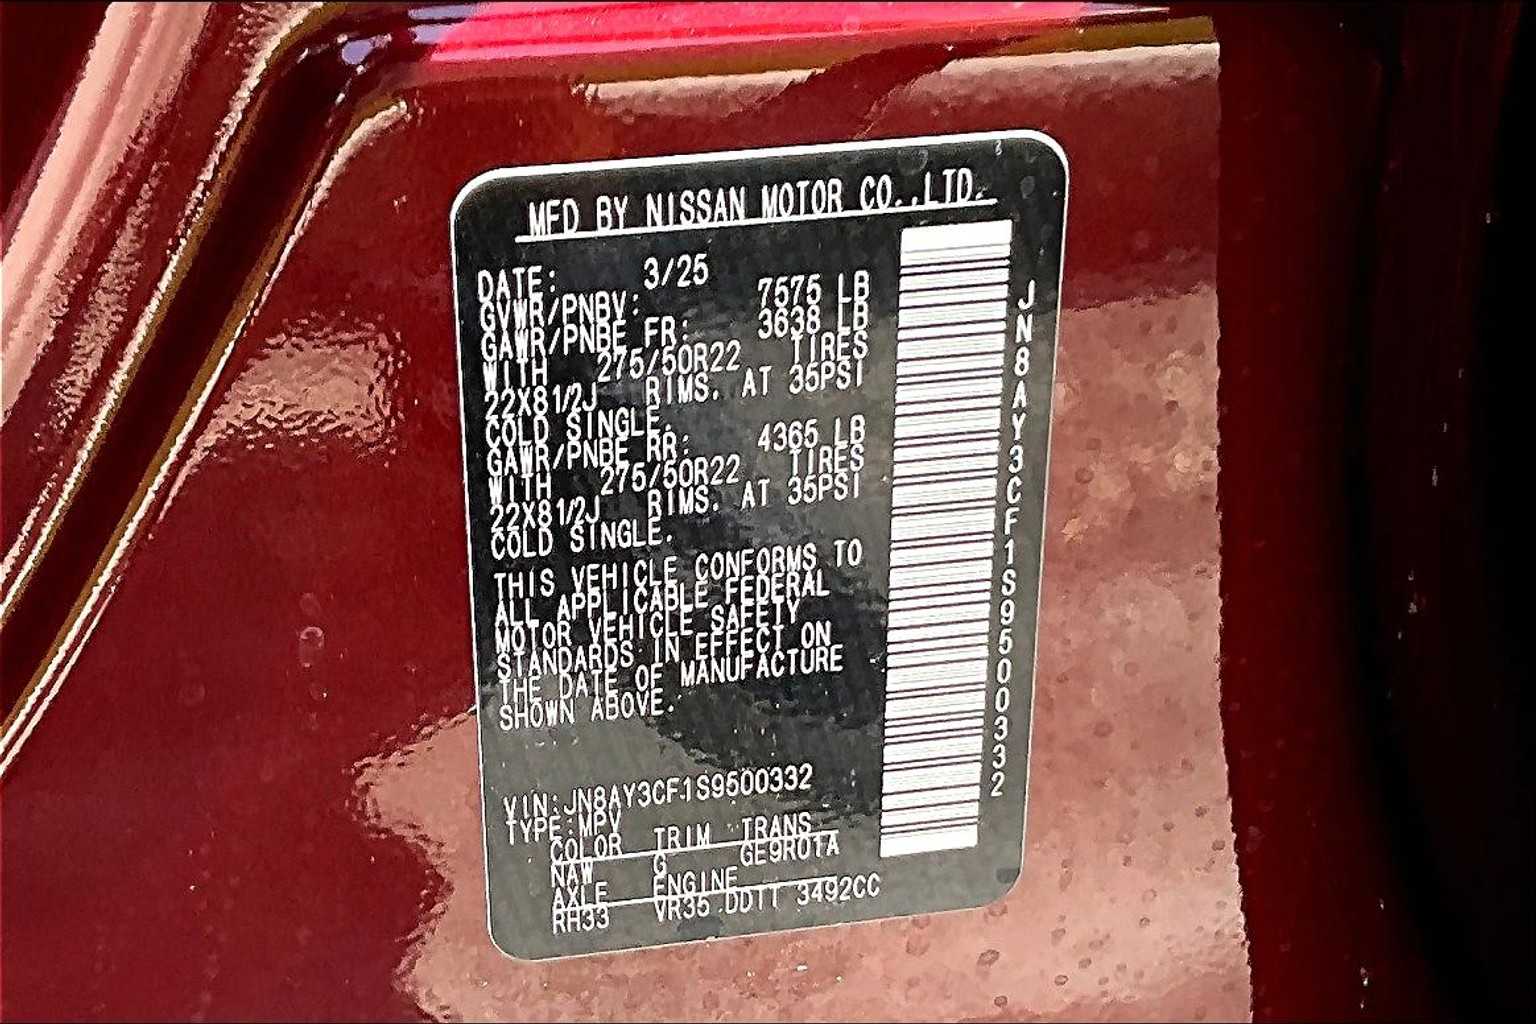 MFD BY NISSAN MOTOR CO.,LTD.
DATE: 3/25
GVWR/PNBV: 7575 LB
GAWR/PNBE FR: 3638 LB
WITH 275/50R22 TIRES
22X81/2J RIMS. AT 35PSI
COLD SINGLE.
GAWR/PNBE RR: 4365 LB
WITH 275/50R22 TIRES
22X81/2J RIMS. AT 35PSI
COLD SINGLE.
THIS VEHICLE CONFORMS TO
ALL APPLICABLE FEDERAL
MOTOR VEHICLE SAFETY
STANDARDS IN EFFECT ON
THE DATE OF MANUFACTURE
SHOWN ABOVE.
VIN:JN8AY3CF1S9500332
TYPE:MPV
COLOR TRIM TRANS
NAW G GE9R01A
AXLE ENGINE
RH33 VR35 DDTT 3492CC
JN8AY3CF1S9500332